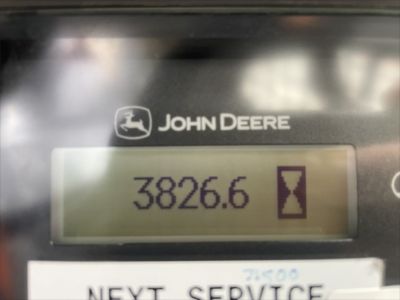 JOHN DEERE
3826.6
NEXT SERVICE